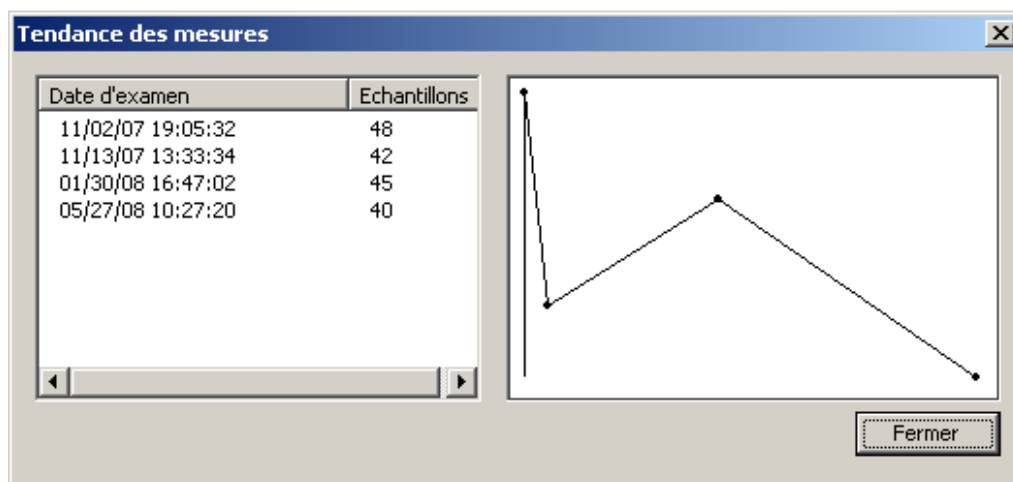 Tendance des mesures
Date d'examen Echantillons
11/02/07 19:05:32 48
11/13/07 13:33:34 42
01/30/08 16:47:02 45
05/27/08 10:27:20 40
Fermer